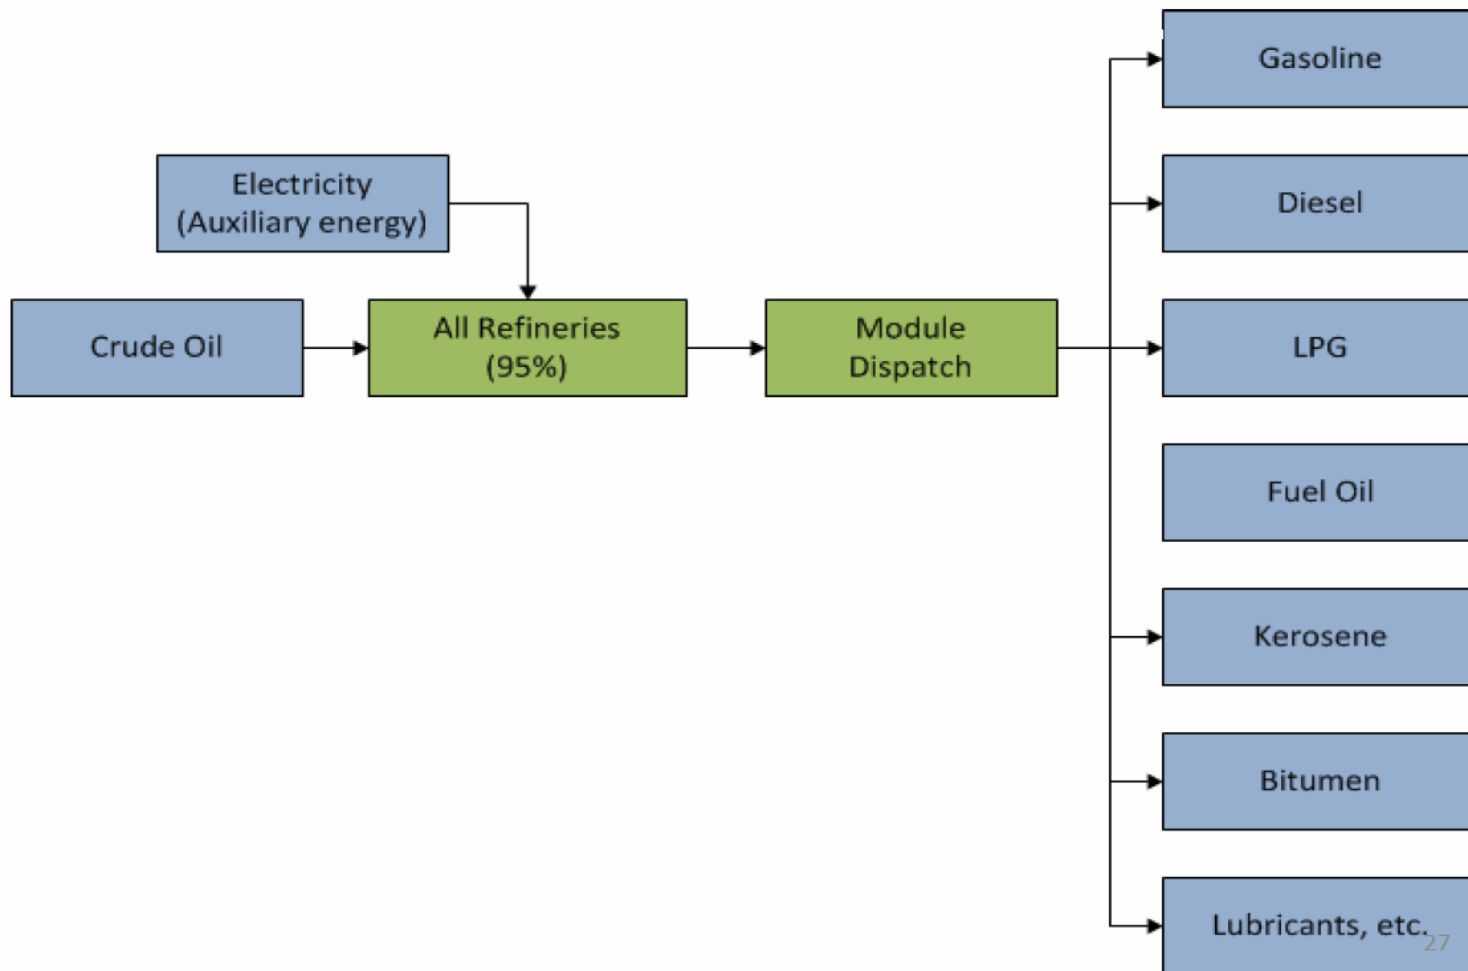 Gasoline
Electricity
(Auxiliary energy)
Diesel
Crude Oil
All Refineries
(95%)
Module
Dispatch
LPG
Fuel Oil
Kerosene
Bitumen
Lubricants, etc.
27